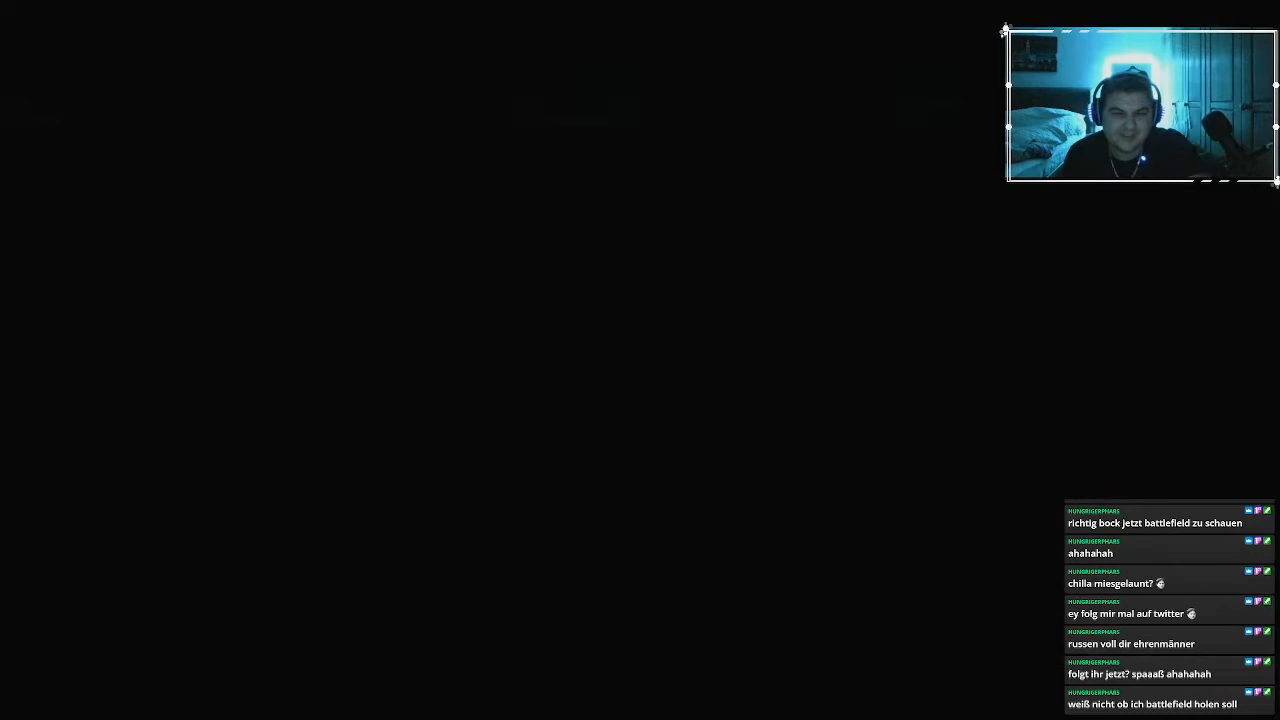 HUNGRIGERPHARS
richtig bock jetzt battlefield zu schauen
HUNGRIGERPHARS
ahahahah
HUNGRIGERPHARS
chilla miesgelaunt?
HUNGRIGERPHARS
ey folg mir mal auf twitter
HUNGRIGERPHARS
russen voll dir ehrenmänner
HUNGRIGERPHARS
folgt ihr jetzt? spaaaß ahahahah
HUNGRIGERPHARS
weiß nicht ob ich battlefield holen soll